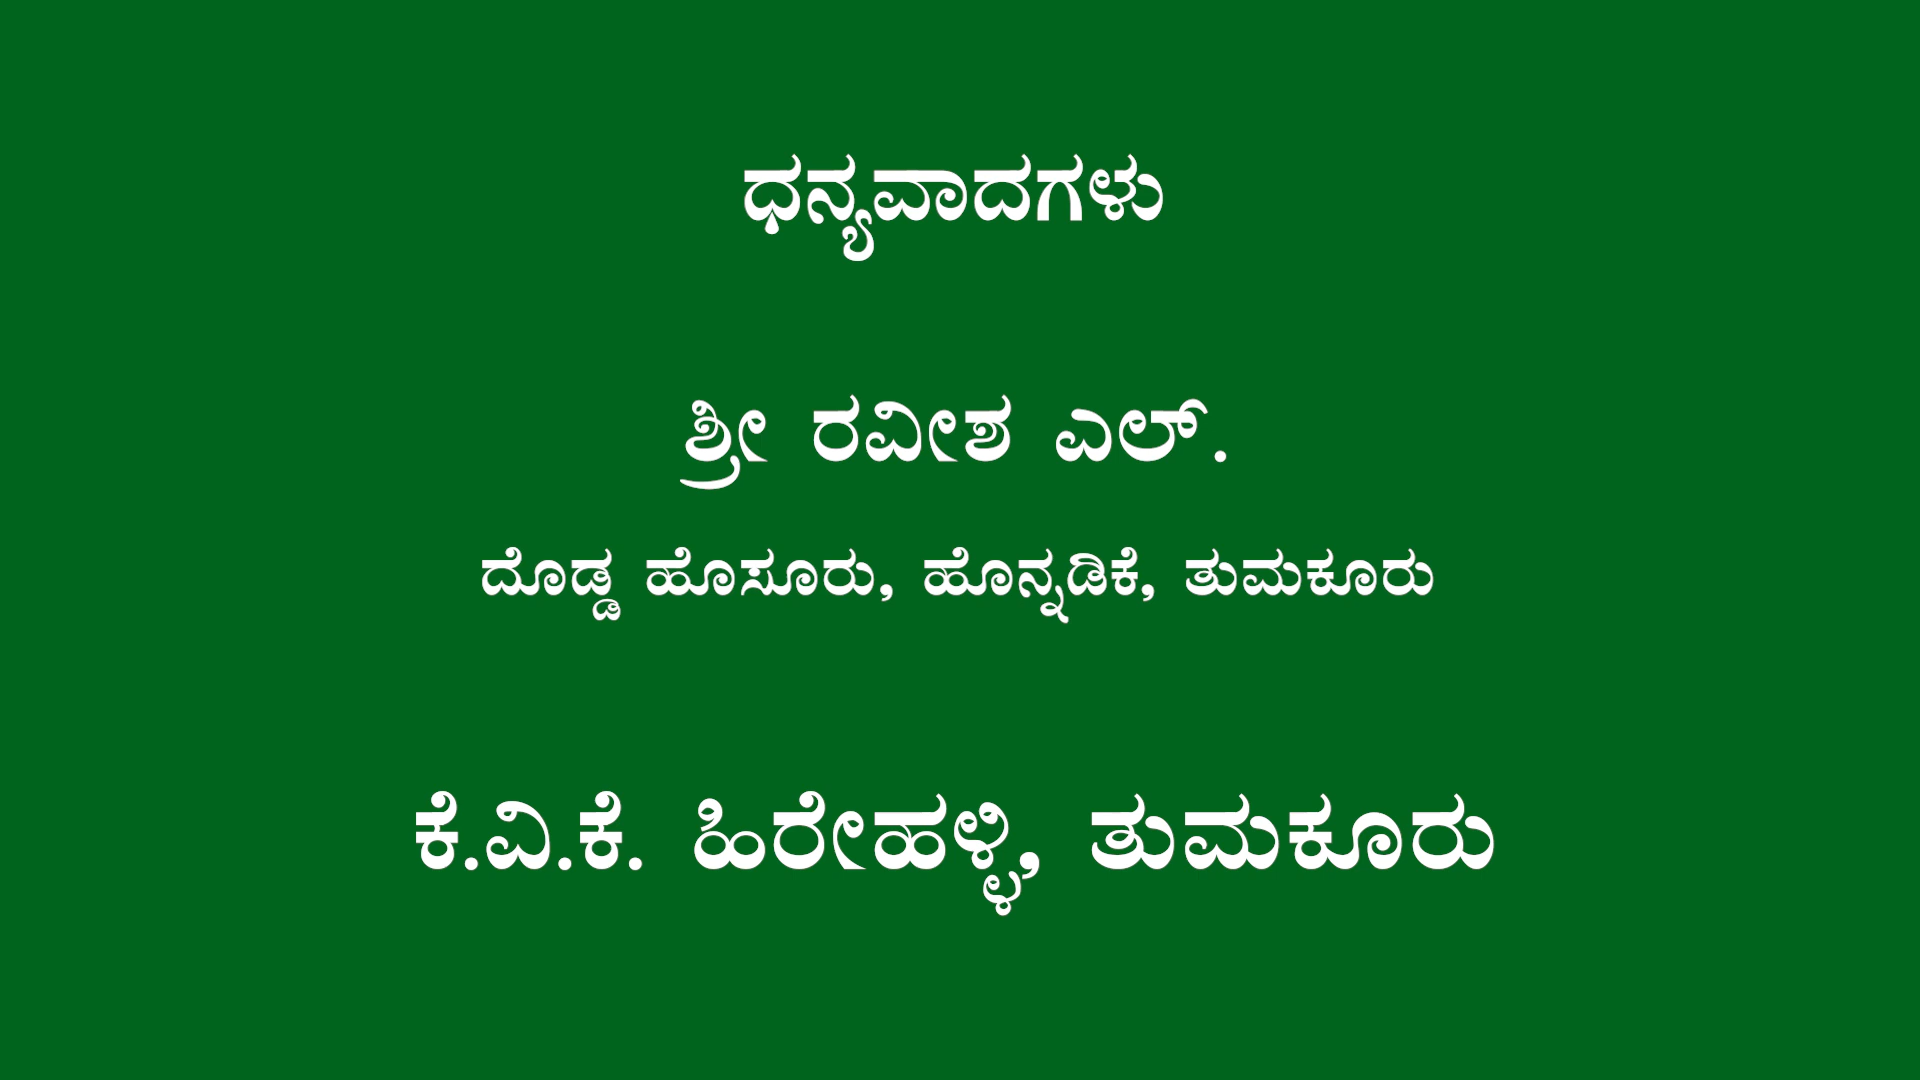 ಧನ್ಯವಾದಗಳು
ಶ್ರೀ ರವೀಶ ಎಲ್.
ದೊಡ್ಡ ಹೊಸೂರು, ಹೊನ್ನಡಿಕೆ, ತುಮಕೂರು
ಕೆ.ವಿ.ಕೆ. ಹಿರೇಹಳ್ಳಿ, ತುಮಕೂರು